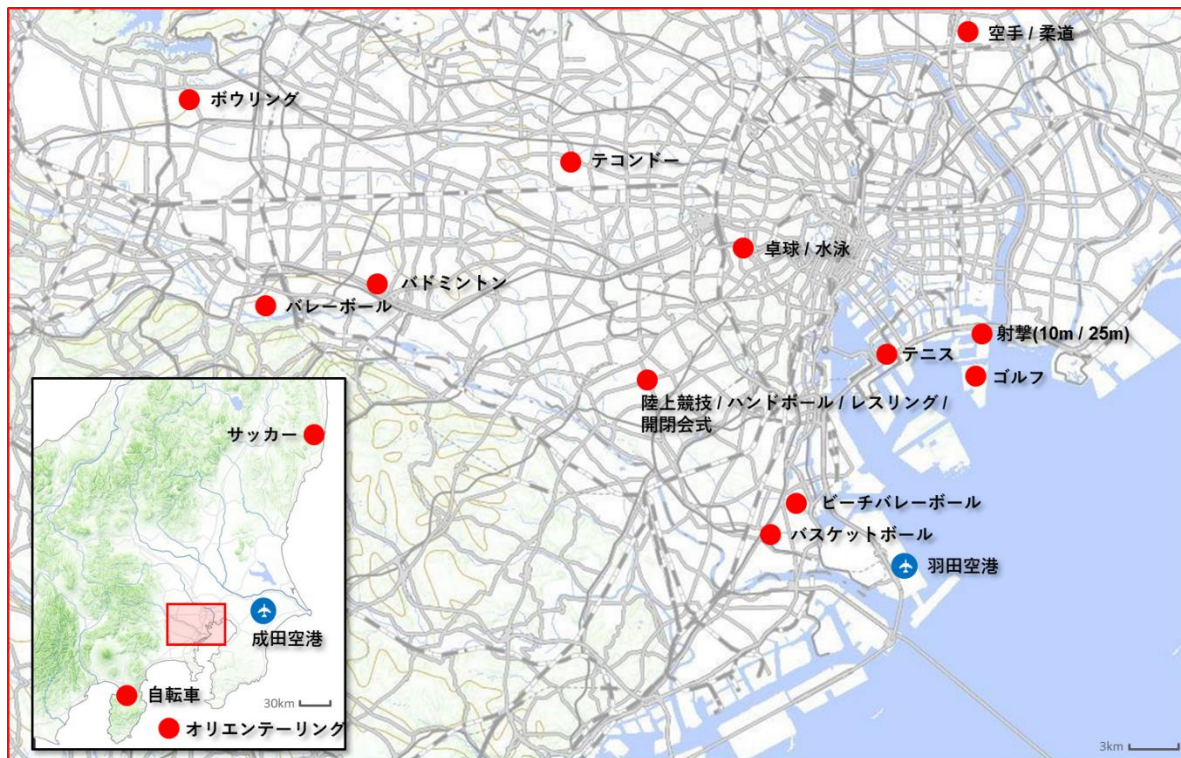 空手 / 柔道
ボウリング
テコンドー
卓球 / 水泳
バドミントン
バレーボール
射撃(10m / 25m)
テニス
ゴルフ
陸上競技 / ハンドボール / レスリング /
開閉会式
サッカー
ビーチバレーボール
バスケットボール
羽田空港
成田空港
自転車
30km
オリエンテーリング
3km